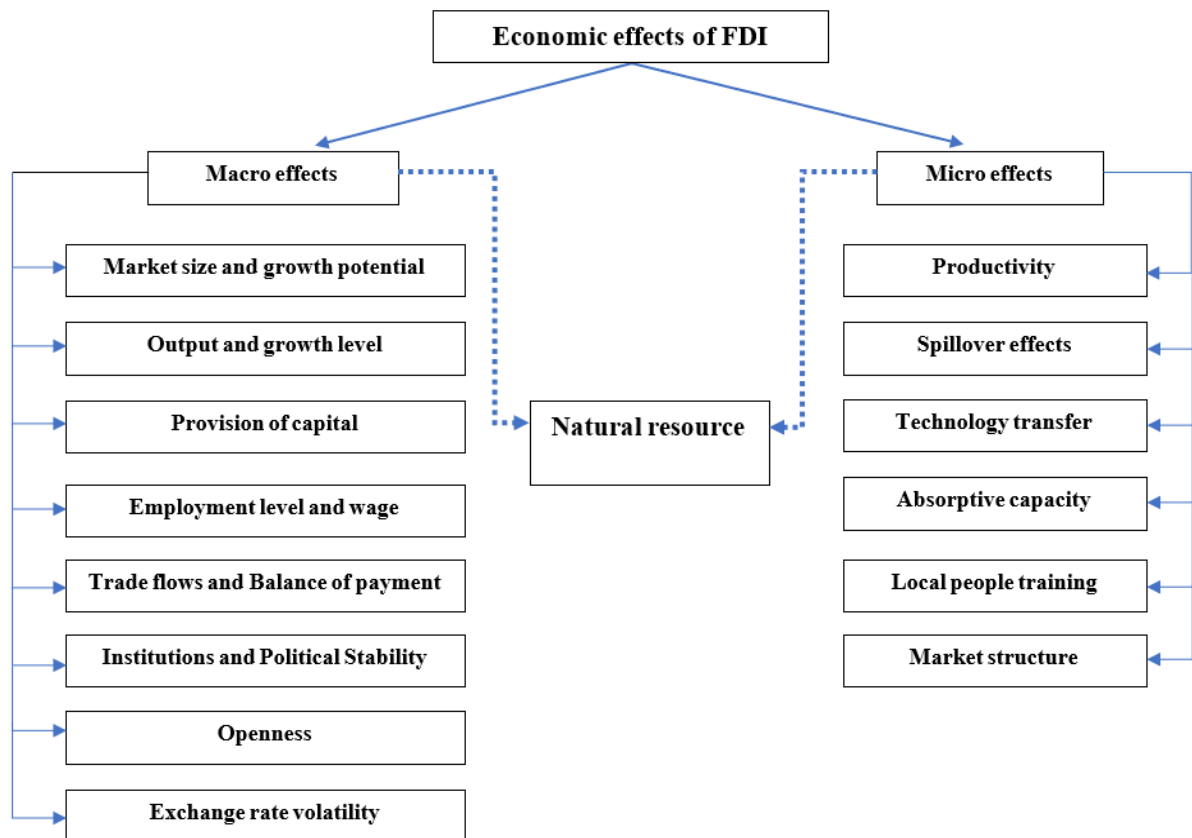 Economic effects of FDI
Macro effects
Micro effects
Market size and growth potential
Output and growth level
Provision of capital
Employment level and wage
Trade flows and Balance of payment
Institutions and Political Stability
Openness
Exchange rate volatility
Natural resource
Productivity
Spillover effects
Technology transfer
Absorptive capacity
Local people training
Market structure